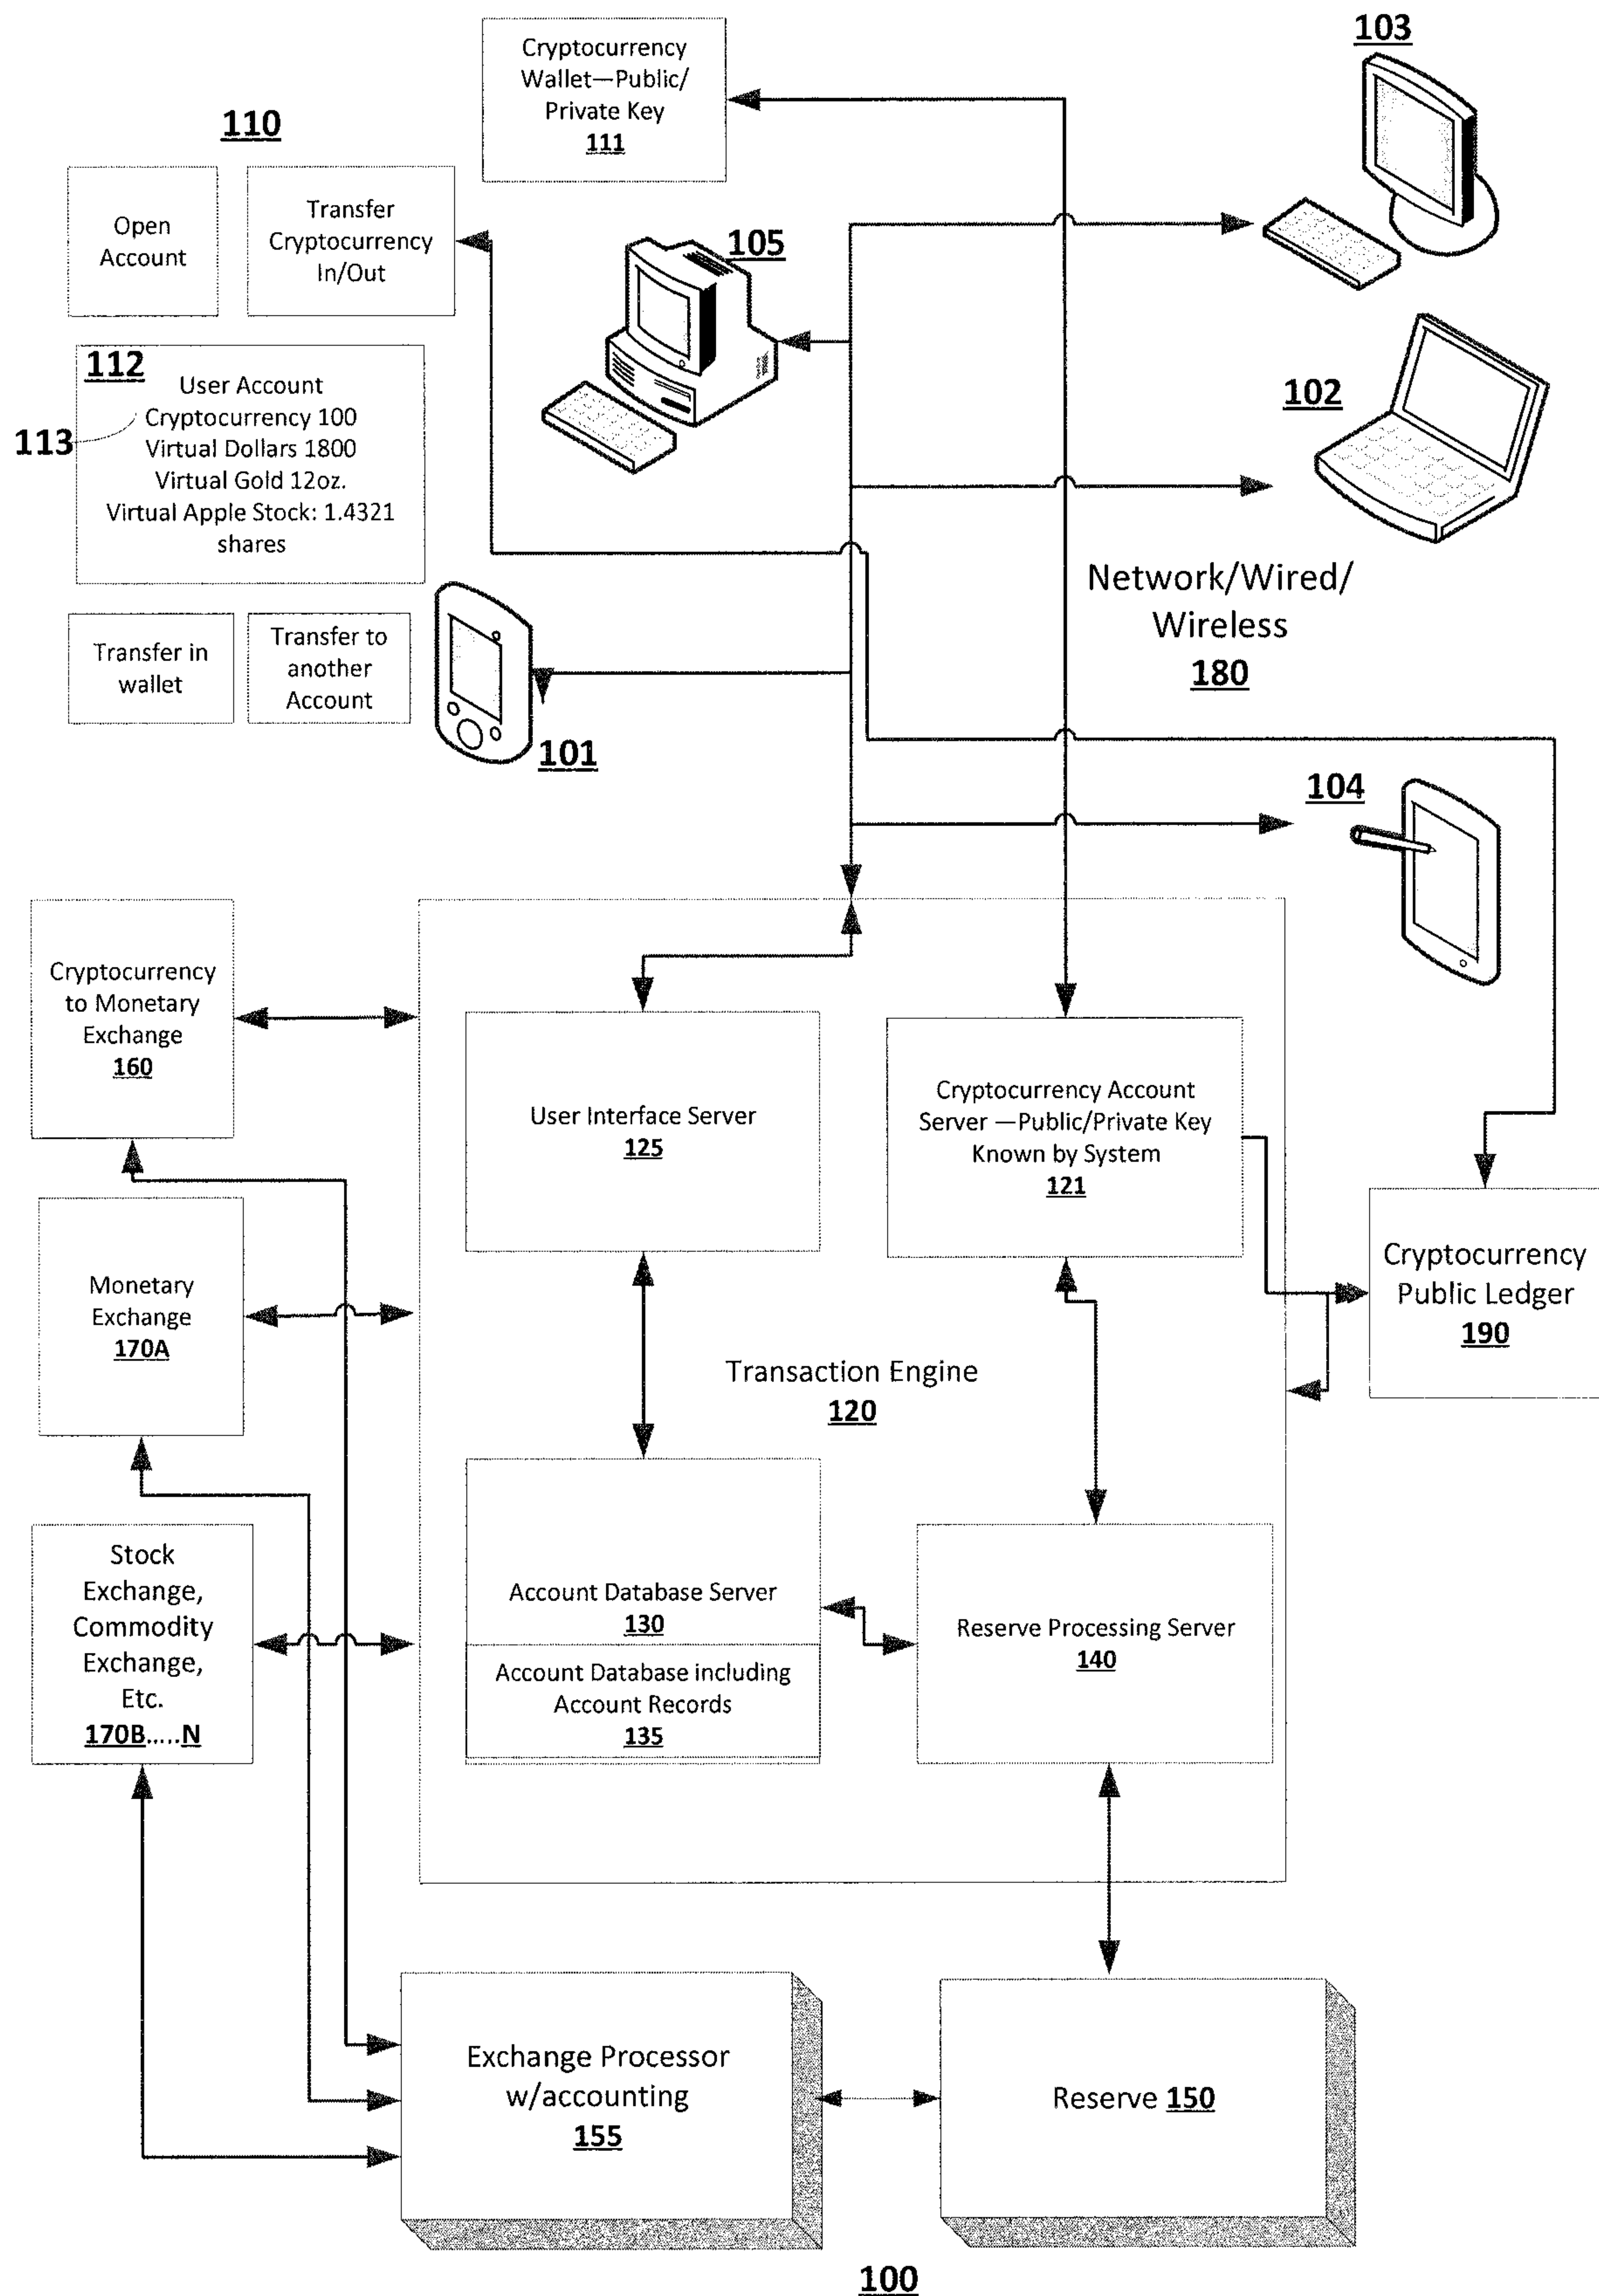 103
Cryptocurrency
Wallet—Public/
Private Key
111
110
Open
Account
Transfer
Cryptocurrency
In/Out
105
112
User Account
Cryptocurrency 100
Virtual Dollars 1800
Virtual Gold 12oz.
Virtual Apple Stock: 1.4321
shares
113
102
Network/Wired/
Wireless
180
Transfer in
wallet
Transfer to
another
Account
101
104
Cryptocurrency
to Monetary
Exchange
160
User Interface Server
125
Cryptocurrency Account
Server —Public/Private Key
Known by System
121
Monetary
Exchange
170A
Cryptocurrency
Public Ledger
190
Transaction Engine
120
Stock
Exchange,
Commodity
Exchange,
Etc.
170B.....N
Account Database Server
130
Account Database including
Account Records
135
Reserve Processing Server
140
Exchange Processor
w/accounting
155
Reserve 150
100